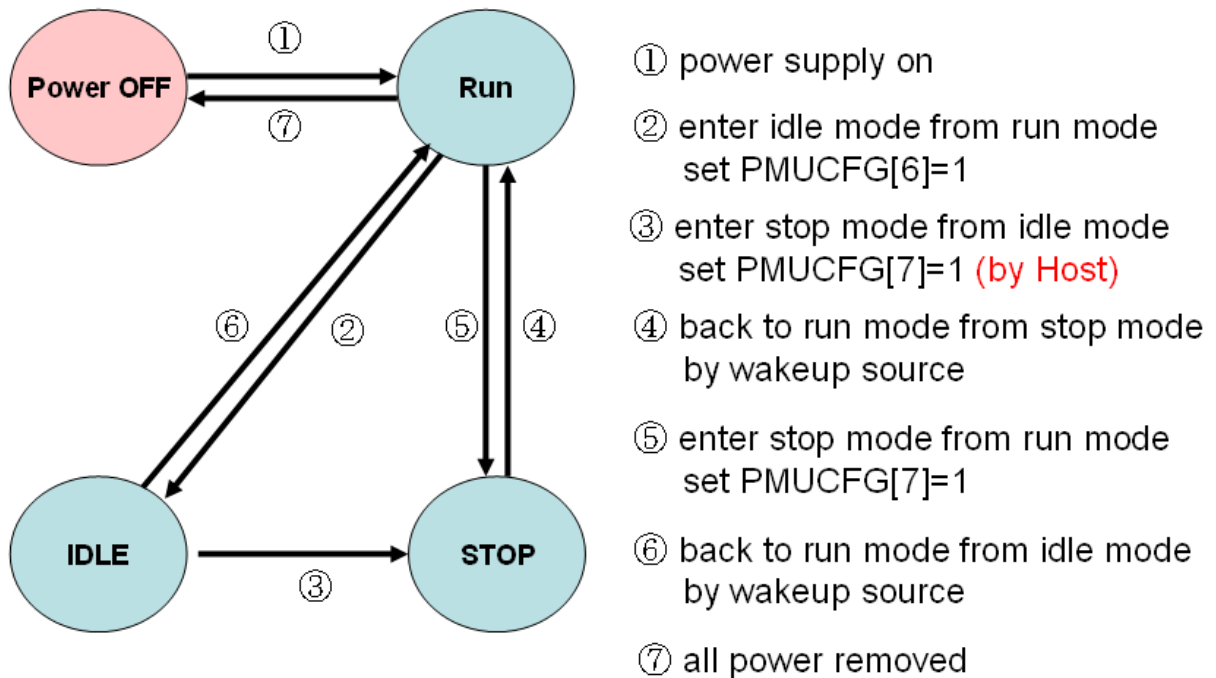 ①
Power OFF
Run
⑦
⑥
②
⑤
④
IDLE
STOP
③
① power supply on
② enter idle mode from run mode
set PMUCFG[6]=1
③ enter stop mode from idle mode
set PMUCFG[7]=1 (by Host)
④ back to run mode from stop mode
by wakeup source
⑤ enter stop mode from run mode
set PMUCFG[7]=1
⑥ back to run mode from idle mode
by wakeup source
⑦ all power removed